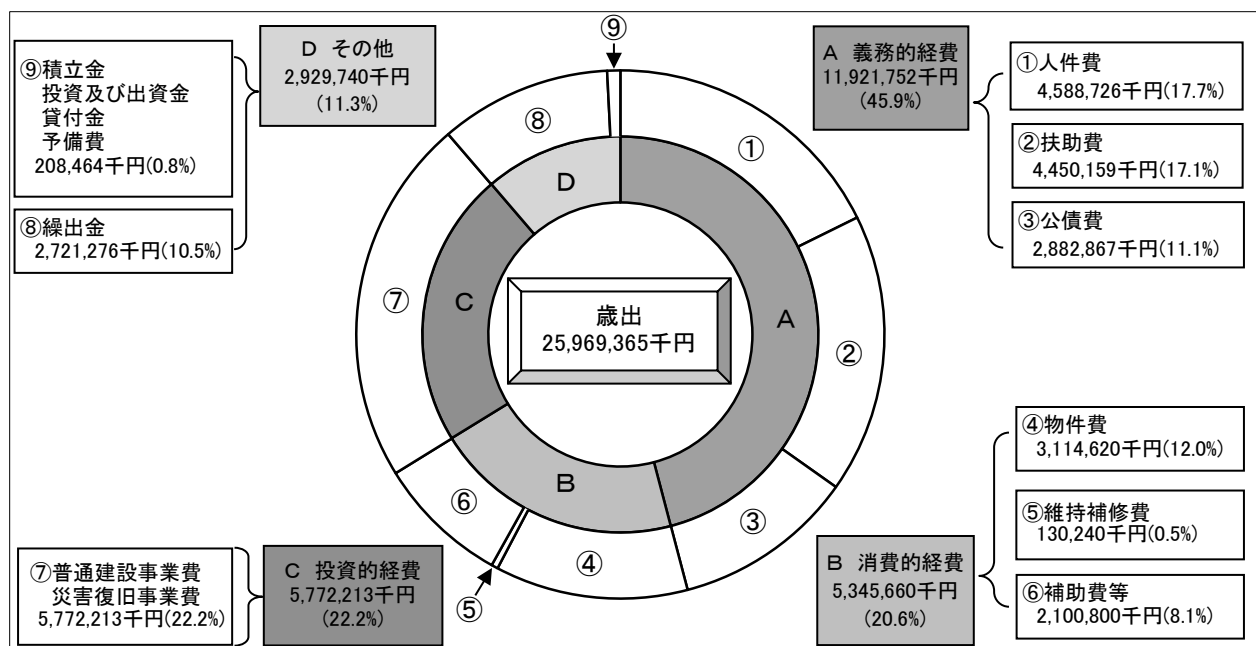 ⑨積立金
投資及び出資金
貸付金
予備費
208,464千円(0.8%)
⑧繰出金
2,721,276千円(10.5%)
D その他
2,929,740千円
(11.3%)
⑨
A 義務的経費
11,921,752千円
(45.9%)
①人件費
4,588,726千円(17.7%)
②扶助費
4,450,159千円(17.1%)
③公債費
2,882,867千円(11.1%)
⑧
①
D
⑦
C
歳出
25,969,365千円
A
②
B
⑥
③
④
⑤
⑦普通建設事業費
災害復旧事業費
5,772,213千円(22.2%)
C 投資的経費
5,772,213千円
(22.2%)
B 消費的経費
5,345,660千円
(20.6%)
④物件費
3,114,620千円(12.0%)
⑤維持補修費
130,240千円(0.5%)
⑥補助費等
2,100,800千円(8.1%)